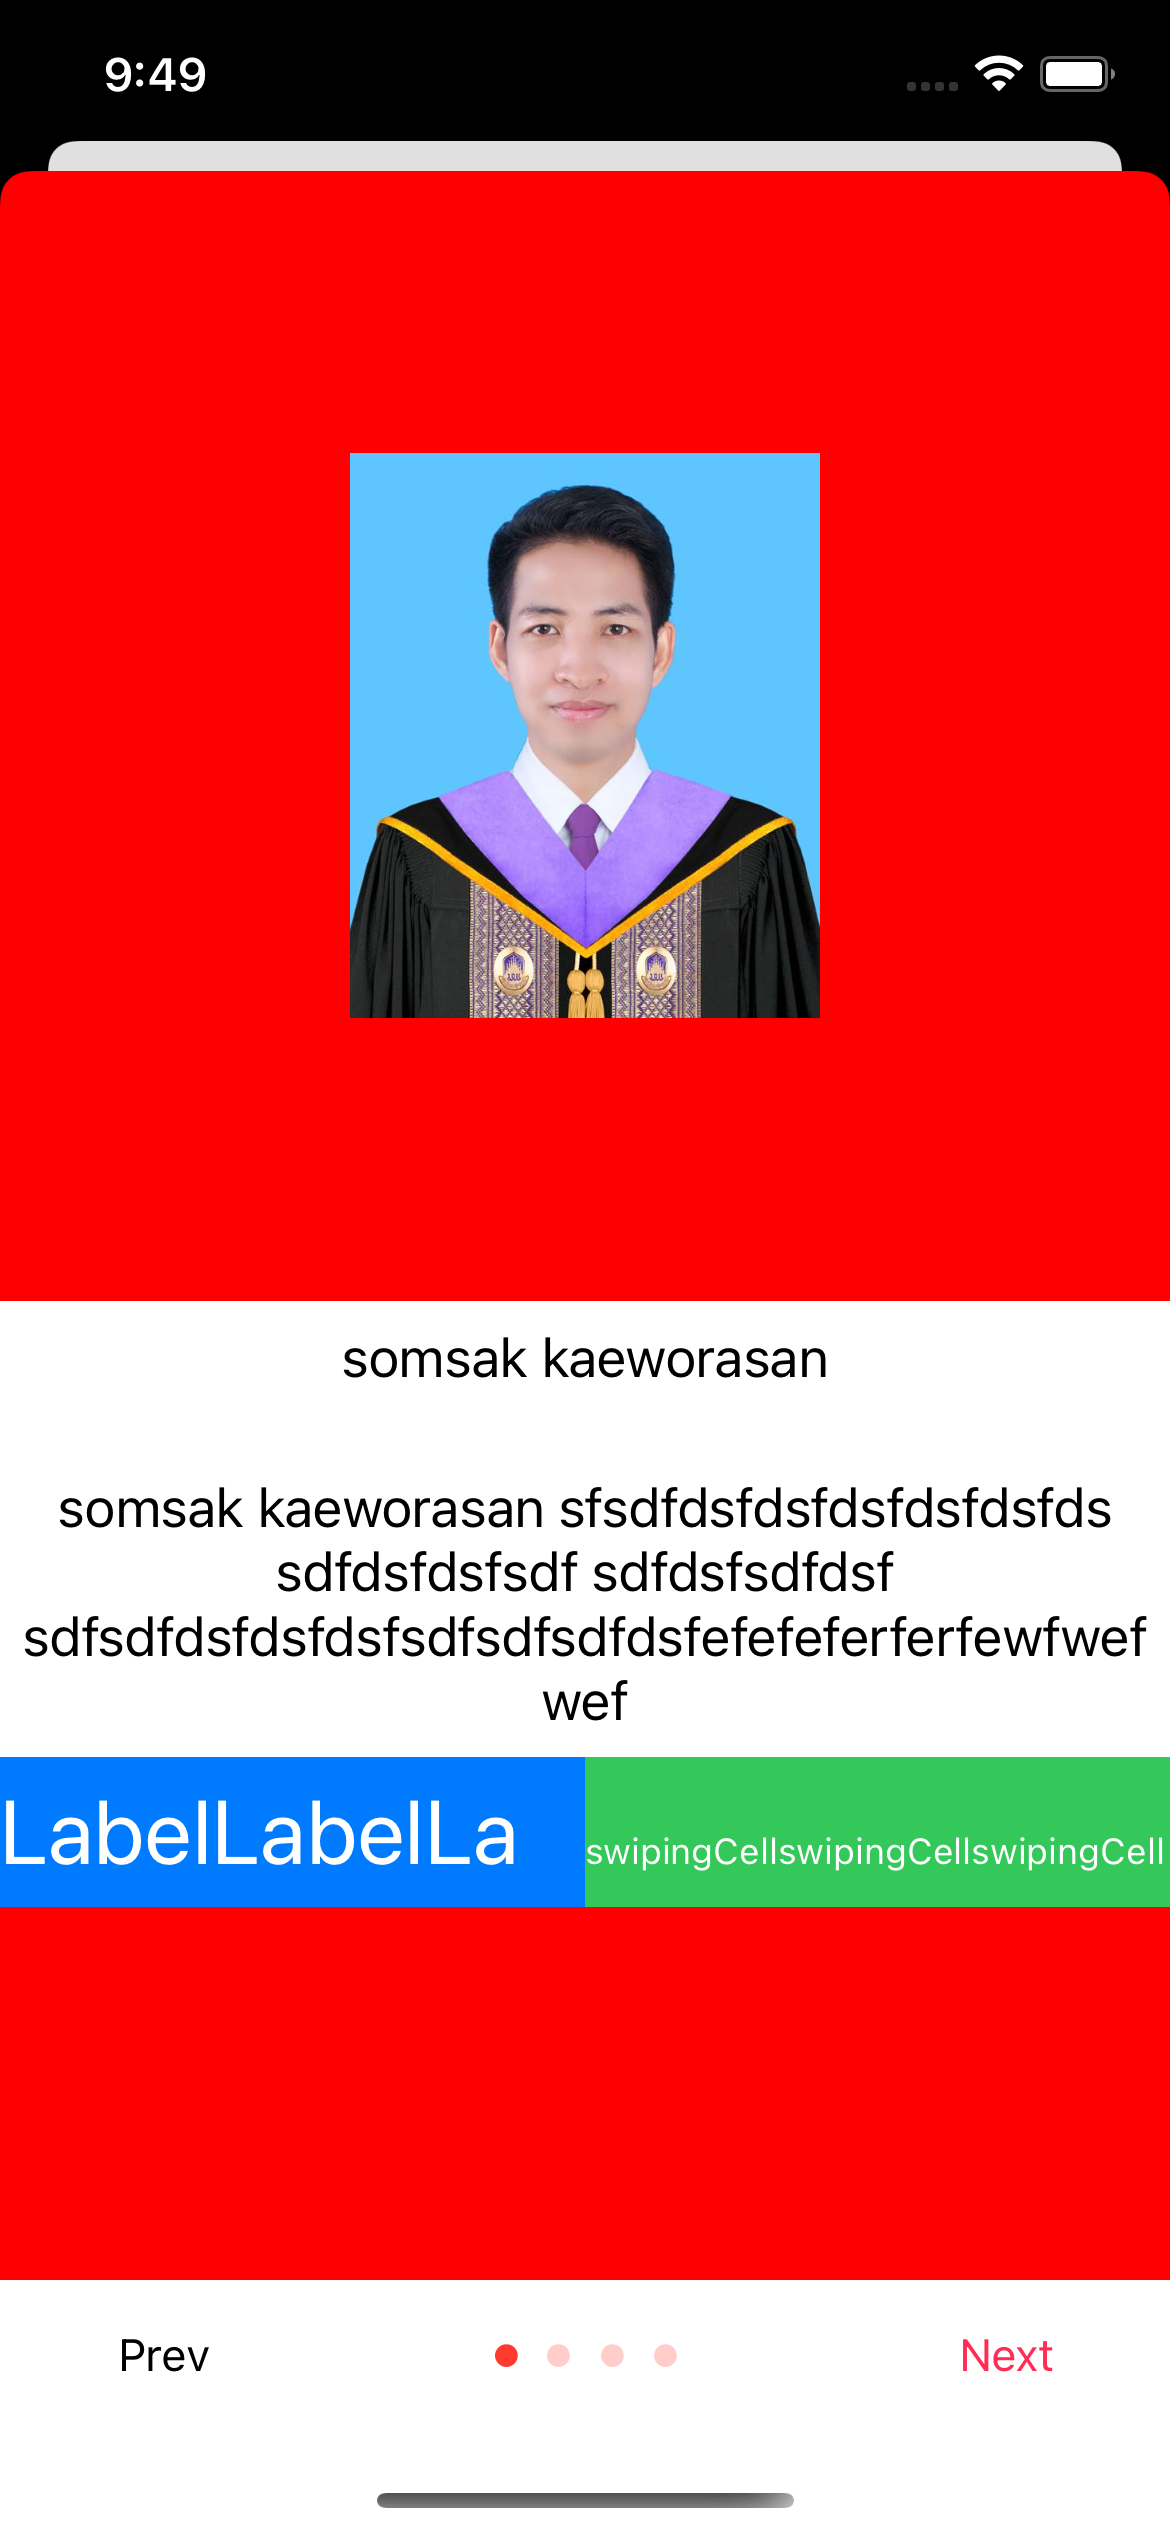 9:49
somsak kaeworasan
somsak kaeworasan sfsdfdsfdsfdsfdsfdsfds
sdfdsfdsfsdf sdfdsfsdfdsf
sdfsdfdsfdsfdsfsdfsdfsdfdsfefefeferferfewfwef
wef
LabelLabelLa
swipingCellswipingCellswipingCell
Prev
Next